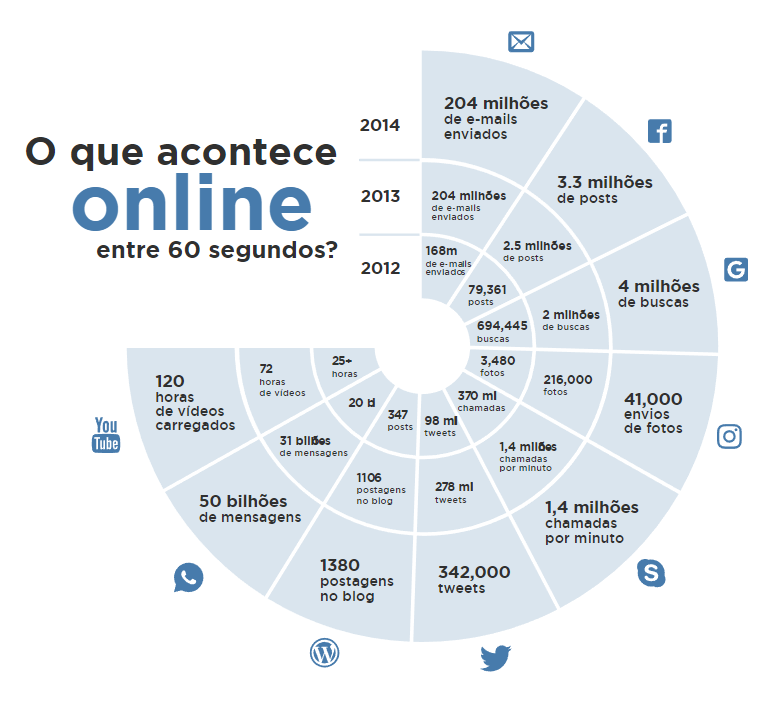 O que acontece
online
entre 60 segundos?
2014
2013
2012
204 milhões
de e-mails
enviados
204 milhões
de e-mails
enviados
168m
de e-mails
enviados
3.3 milhões
de posts
2.5 milhões
de posts
79,361
posts
4 milhões
de buscas
2 milhões
de buscas
694,445
buscas
41,000
envios
de fotos
216,000
fotos
3,480
fotos
1,4 milhões
chamadas
por minuto
1,4 milhões
chamadas
por minuto
370 ml
chamadas
342,000
tweets
278 ml
tweets
98 ml
tweets
1380
postagens
no blog
1106
postagens
no blog
347
posts
50 bilhões
de mensagens
31 bilhões
de mensagens
20 bl
120
horas
de vídeos
carregados
72
horas
de vídeos
25+
horas
You
Tube